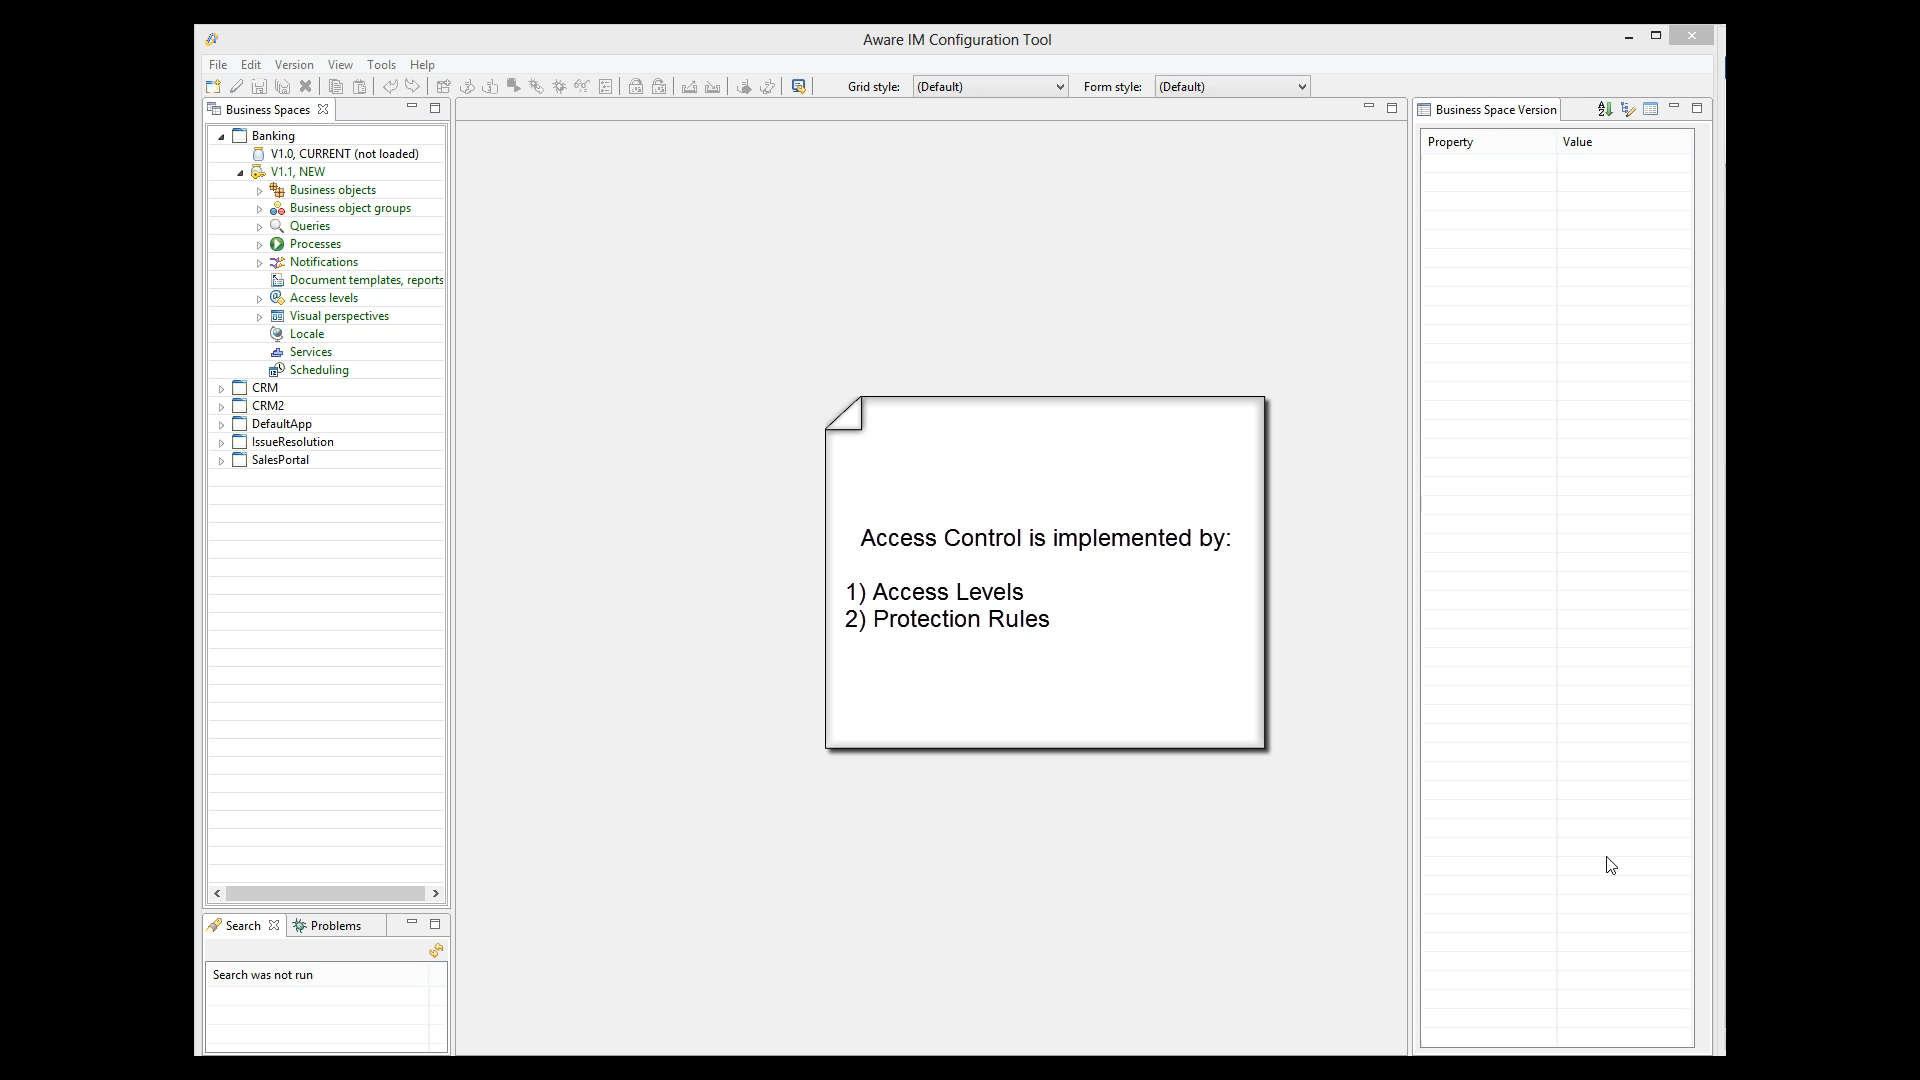 Aware IM Configuration Tool
File Edit Version View Tools Help
Grid style: (Default) Form style: (Default)
Business Spaces
Banking
V1.0, CURRENT (not loaded)
V1.1, NEW
Business objects
Business object groups
Queries
Processes
Notifications
Document templates, reports
Access levels
Visual perspectives
Locale
Services
Scheduling
CRM
CRM2
DefaultApp
IssueResolution
SalesPortal
Search Problems
Search was not run
Access Control is implemented by:
1) Access Levels
2) Protection Rules
Business Space Version
Property Value